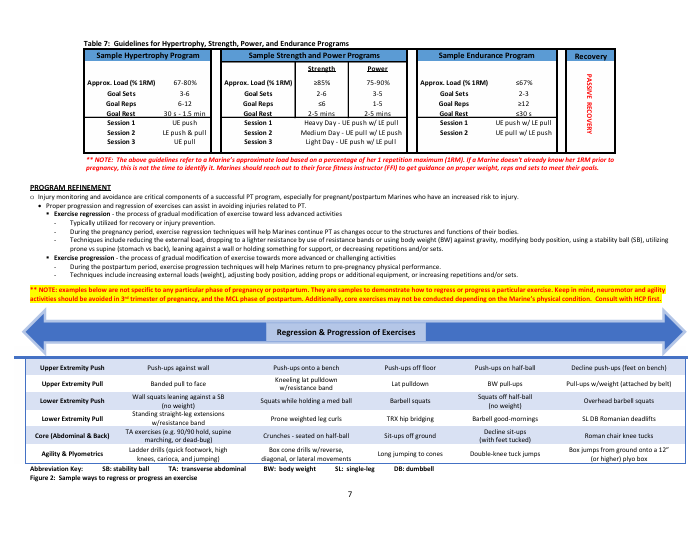 Table 7: Guidelines for Hypertrophy, Strength, Power, and Endurance Programs
Sample Hypertrophy Program Sample Strength and Power Programs Sample Endurance Program Recovery
Strength Power
Approx. Load (% 1RM) 67-80% Approx. Load (% 1RM) ≥85% 75-90% Approx. Load (% 1RM) ≤67%
Goal Sets 3-6 Goal Sets 2-6 3-5 Goal Sets 2-3
Goal Reps 6-12 Goal Reps ≤6 1-5 Goal Reps ≥12
Goal Rest 30 s - 1.5 min Goal Rest 2-5 mins 2-5 mins Goal Rest ≤30 s
Session 1 UE push Session 1 Heavy Day - UE push w/ LE pull Session 1 UE push w/ LE pull
Session 2 LE push & pull Session 2 Medium Day - UE pull w/ LE push Session 2 UE pull w/ LE push
Session 3 UE pull Session 3 Light Day - UE push w/ LE pull
PASSIVE RECOVERY
** NOTE: The above guidelines refer to a Marine's approximate load based on a percentage of her 1 repetition maximum (1RM). If a Marine doesn't already know her 1RM prior to
pregnancy, this is not the time to identify it. Marines should reach out to their force fitness instructor (FFI) to get guidance on proper weight, reps and sets to meet their goals.
PROGRAM REFINEMENT
○ Injury monitoring and avoidance are critical components of a successful PT program, especially for pregnant/postpartum Marines who have an increased risk to injury.
• Proper progression and regression of exercises can assist in avoiding injuries related to PT.
▪ Exercise regression - the process of gradual modification of exercise toward less advanced activities
- Typically utilized for recovery or injury prevention.
- During the pregnancy period, exercise regression techniques will help Marines continue PT as changes occur to the structures and functions of their bodies.
- Techniques include reducing the external load, dropping to a lighter resistance by use of resistance bands or using body weight (BW) against gravity, modifying body position, using a stability ball (SB), utilizing
prone vs supine (stomach vs back), leaning against a wall or holding something for support, or decreasing repetitions and/or sets.
▪ Exercise progression - the process of gradual modification of exercise towards more advanced or challenging activities
- During the postpartum period, exercise progression techniques will help Marines return to pre-pregnancy physical performance.
- Techniques include increasing external loads (weight), adjusting body position, adding props or additional equipment, or increasing repetitions and/or sets.
** NOTE: examples below are not specific to any particular phase of pregnancy or postpartum. They are samples to demonstrate how to regress or progress a particular exercise. Keep in mind, neuromotor and agility
activities should be avoided in 3rd trimester of pregnancy, and the MCL phase of postpartum. Additionally, core exercises may not be conducted depending on the Marine's physical condition. Consult with HCP first.
Regression & Progression of Exercises
Upper Extremity Push Push-ups against wall Push-ups onto a bench Push-ups off floor Push-ups on half-ball Decline push-ups (feet on bench)
Upper Extremity Pull Banded pull to face Kneeling lat pulldown w/resistance band Lat pulldown BW pull-ups Pull-ups w/weight (attached by belt)
Lower Extremity Push Wall squats leaning against a SB (no weight) Squats while holding a med ball Barbell squats Squats off half-ball (no weight) Overhead barbell squats
Lower Extremity Pull Standing straight-leg extensions w/resistance band Prone weighted leg curls TRX hip bridging Barbell good-mornings SL DB Romanian deadlifts
Core (Abdominal & Back) TA exercises (e.g. 90/90 hold, supine marching, or dead-bug) Crunches - seated on half-ball Sit-ups off ground Decline sit-ups (with feet tucked) Roman chair knee tucks
Agility & Plyometrics Ladder drills (quick footwork, high knees, carioca, and jumping) Box cone drills w/reverse, diagonal, or lateral movements Long jumping to cones Double-knee tuck jumps Box jumps from ground onto a 12" (or higher) plyo box
Abbreviation Key: SB: stability ball TA: transverse abdominal BW: body weight SL: single-leg DB: dumbbell
Figure 2: Sample ways to regress or progress an exercise
7